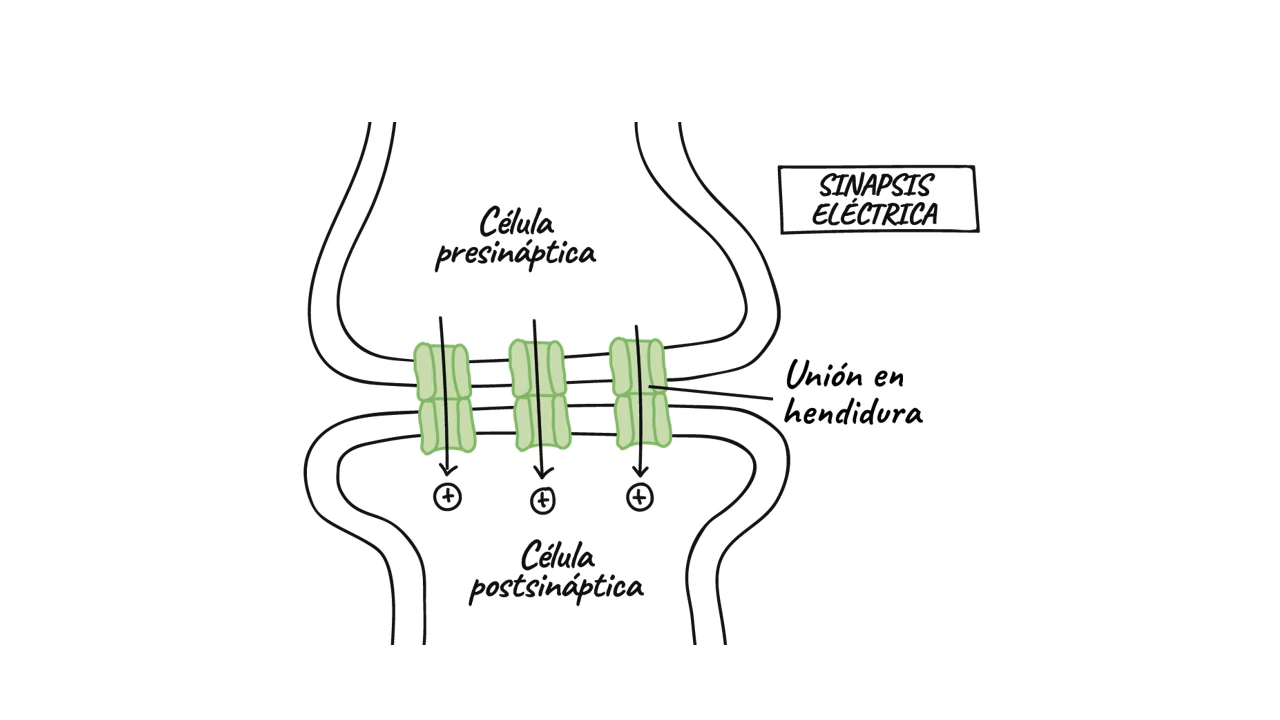 SINAPSIS
ELÉCTRICA
Célula
presináptica
Unión en
hendidura
+ + +
Célula
postsináptica